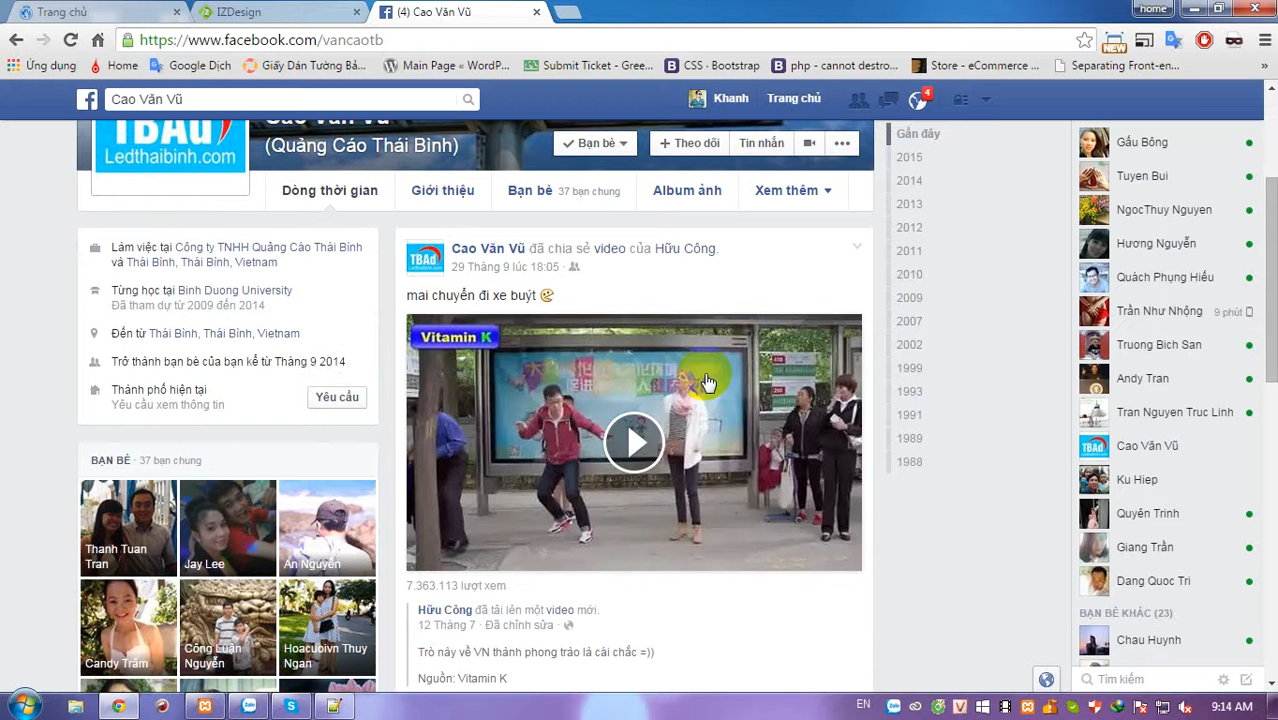 Trang chủ
IZDesign
(4) Cao Văn Vũ
home
https://www.facebook.com/vancaotb
NEW
Ứng dụng
Home
Google Dịch
Giấy Dán Tường Bả...
Main Page « WordP...
Submit Ticket - Gree...
CSS · Bootstrap
php - cannot destro...
Store - eCommerce ...
Separating Front-en...
Cao Văn Vũ
Khanh
Trang chủ
4
Cao Văn Vũ
(Quảng Cáo Thái Bình)
TBAd
Ledthaibinh.com
Bạn bè
Theo dõi
Tin nhắn
Dòng thời gian
Giới thiệu
Bạn bè 37 bạn chung
Album ảnh
Xem thêm
Làm việc tại Công ty TNHH Quảng Cáo Thái Bình
và Thái Bình, Thái Bình, Vietnam
Từng học tại Binh Duong University
Đã tham dự từ 2009 đến 2014
Đến từ Thái Bình, Thái Bình, Vietnam
Trở thành bạn bè của bạn kể từ Tháng 9 2014
Thành phố hiện tại
Yêu cầu xem thông tin
Yêu cầu
BẠN BÈ · 37 bạn chung
Thanh Tuan
Tran
Jay Lee
An Nguyen
Candy Trâm
Công Luân
Nguyễn
Hoacuoivn Thuy
Ngan
TBAd
Ledthaibinh.com
Cao Văn Vũ đã chia sẻ video của Hữu Công.
29 Tháng 9 lúc 18:05 ·
mai chuyển đi xe buýt
Vitamin K
7.363.113 lượt xem
Hữu Công đã tải lên một video mới.
12 Tháng 7 · Đã chỉnh sửa ·
Trò này về VN thành phong trào là cái chắc =))
Nguồn: Vitamin K
Gần đây
2015
2014
2013
2012
2011
2010
2009
2007
2002
1999
1993
1991
1989
1988
Gấu Bông
Tuyen Bui
NgocThuy Nguyen
Hương Nguyễn
Quách Phụng Hiếu
Trần Như Nhộng 9 phút
Truong Bich San
Andy Tran
Tran Nguyen Truc Linh
Cao Văn Vũ
Ku Hiep
Quyên Trinh
Giang Trần
Dang Quoc Tri
BẠN BÈ KHÁC (23)
Chau Huynh
Tìm kiếm
EN
9:14 AM